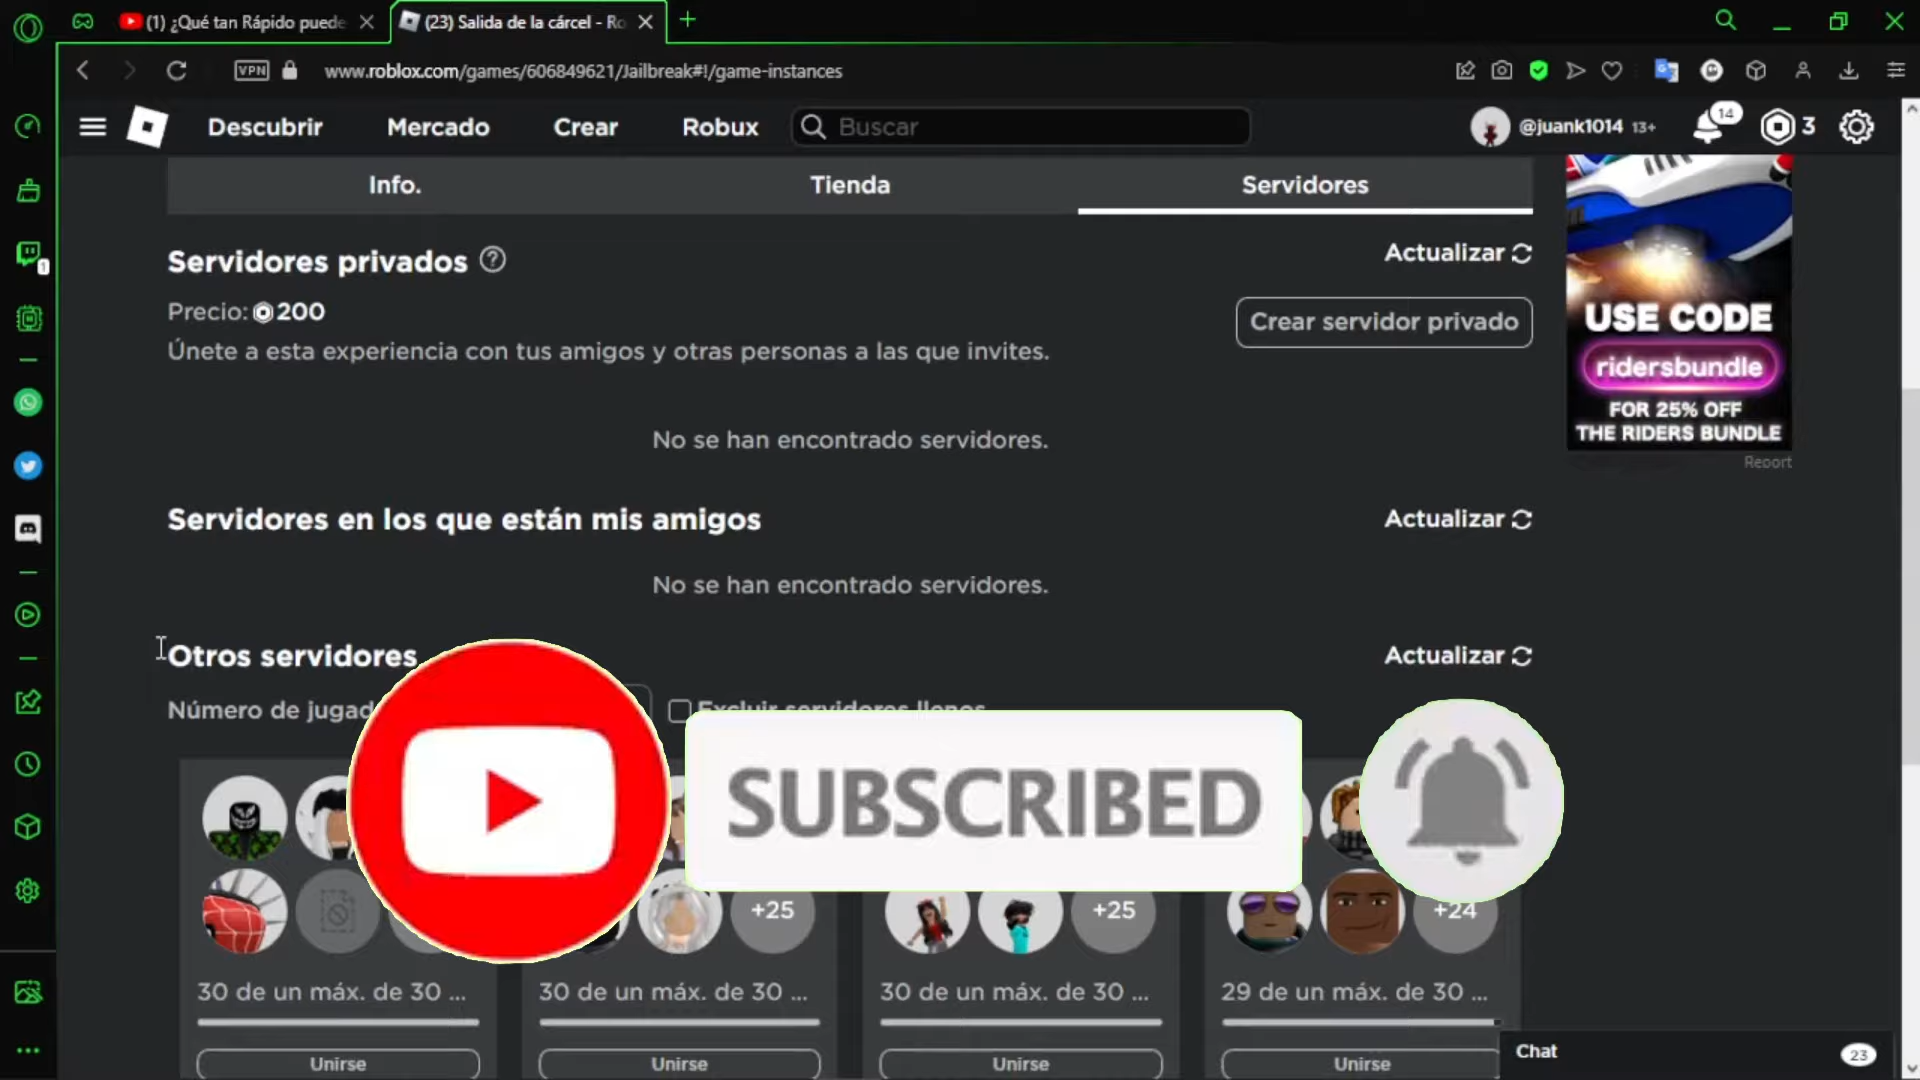 (1) ¿Qué tan Rápido puede
(23) Salida de la cárcel - Ro
VPN
www.roblox.com/games/606849621/Jailbreak#!/game-instances
Descubrir
Mercado
Crear
Robux
Buscar
@juank1014 13+
14
3
1
Info.
Tienda
Servidores
Servidores privados
Actualizar
Precio: 200
Crear servidor privado
Únete a esta experiencia con tus amigos y otras personas a las que invites.
No se han encontrado servidores.
USE CODE
ridersbundle
FOR 25% OFF
THE RIDERS BUNDLE
Report
Servidores en los que están mis amigos
Actualizar
No se han encontrado servidores.
Otros servidores
Actualizar
Número de jugad
Excluir servidores llenos
SUBSCRIBED
+25
+25
+24
30 de un máx. de 30 ...
30 de un máx. de 30 ...
30 de un máx. de 30 ...
29 de un máx. de 30 ...
Unirse
Unirse
Unirse
Unirse
Chat
23